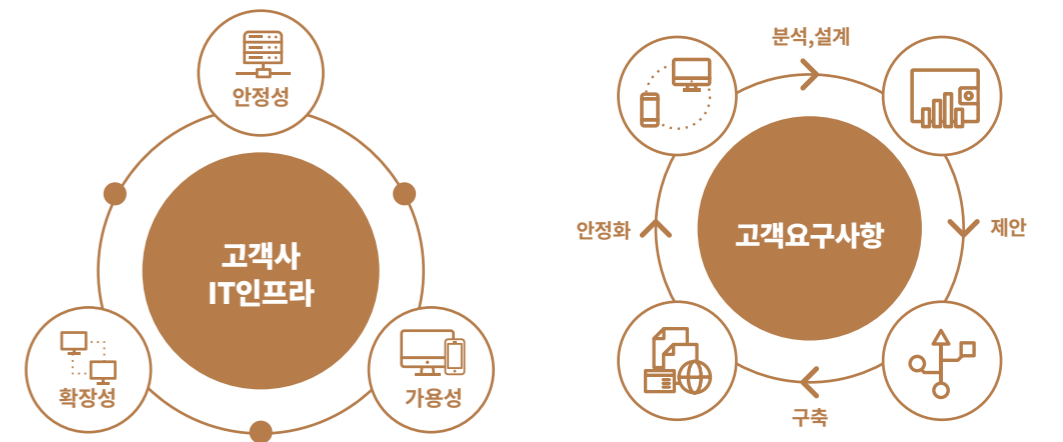 안정성
고객사
IT인프라
확장성
가용성
분석,설계
안정화
고객요구사항
제안
구축